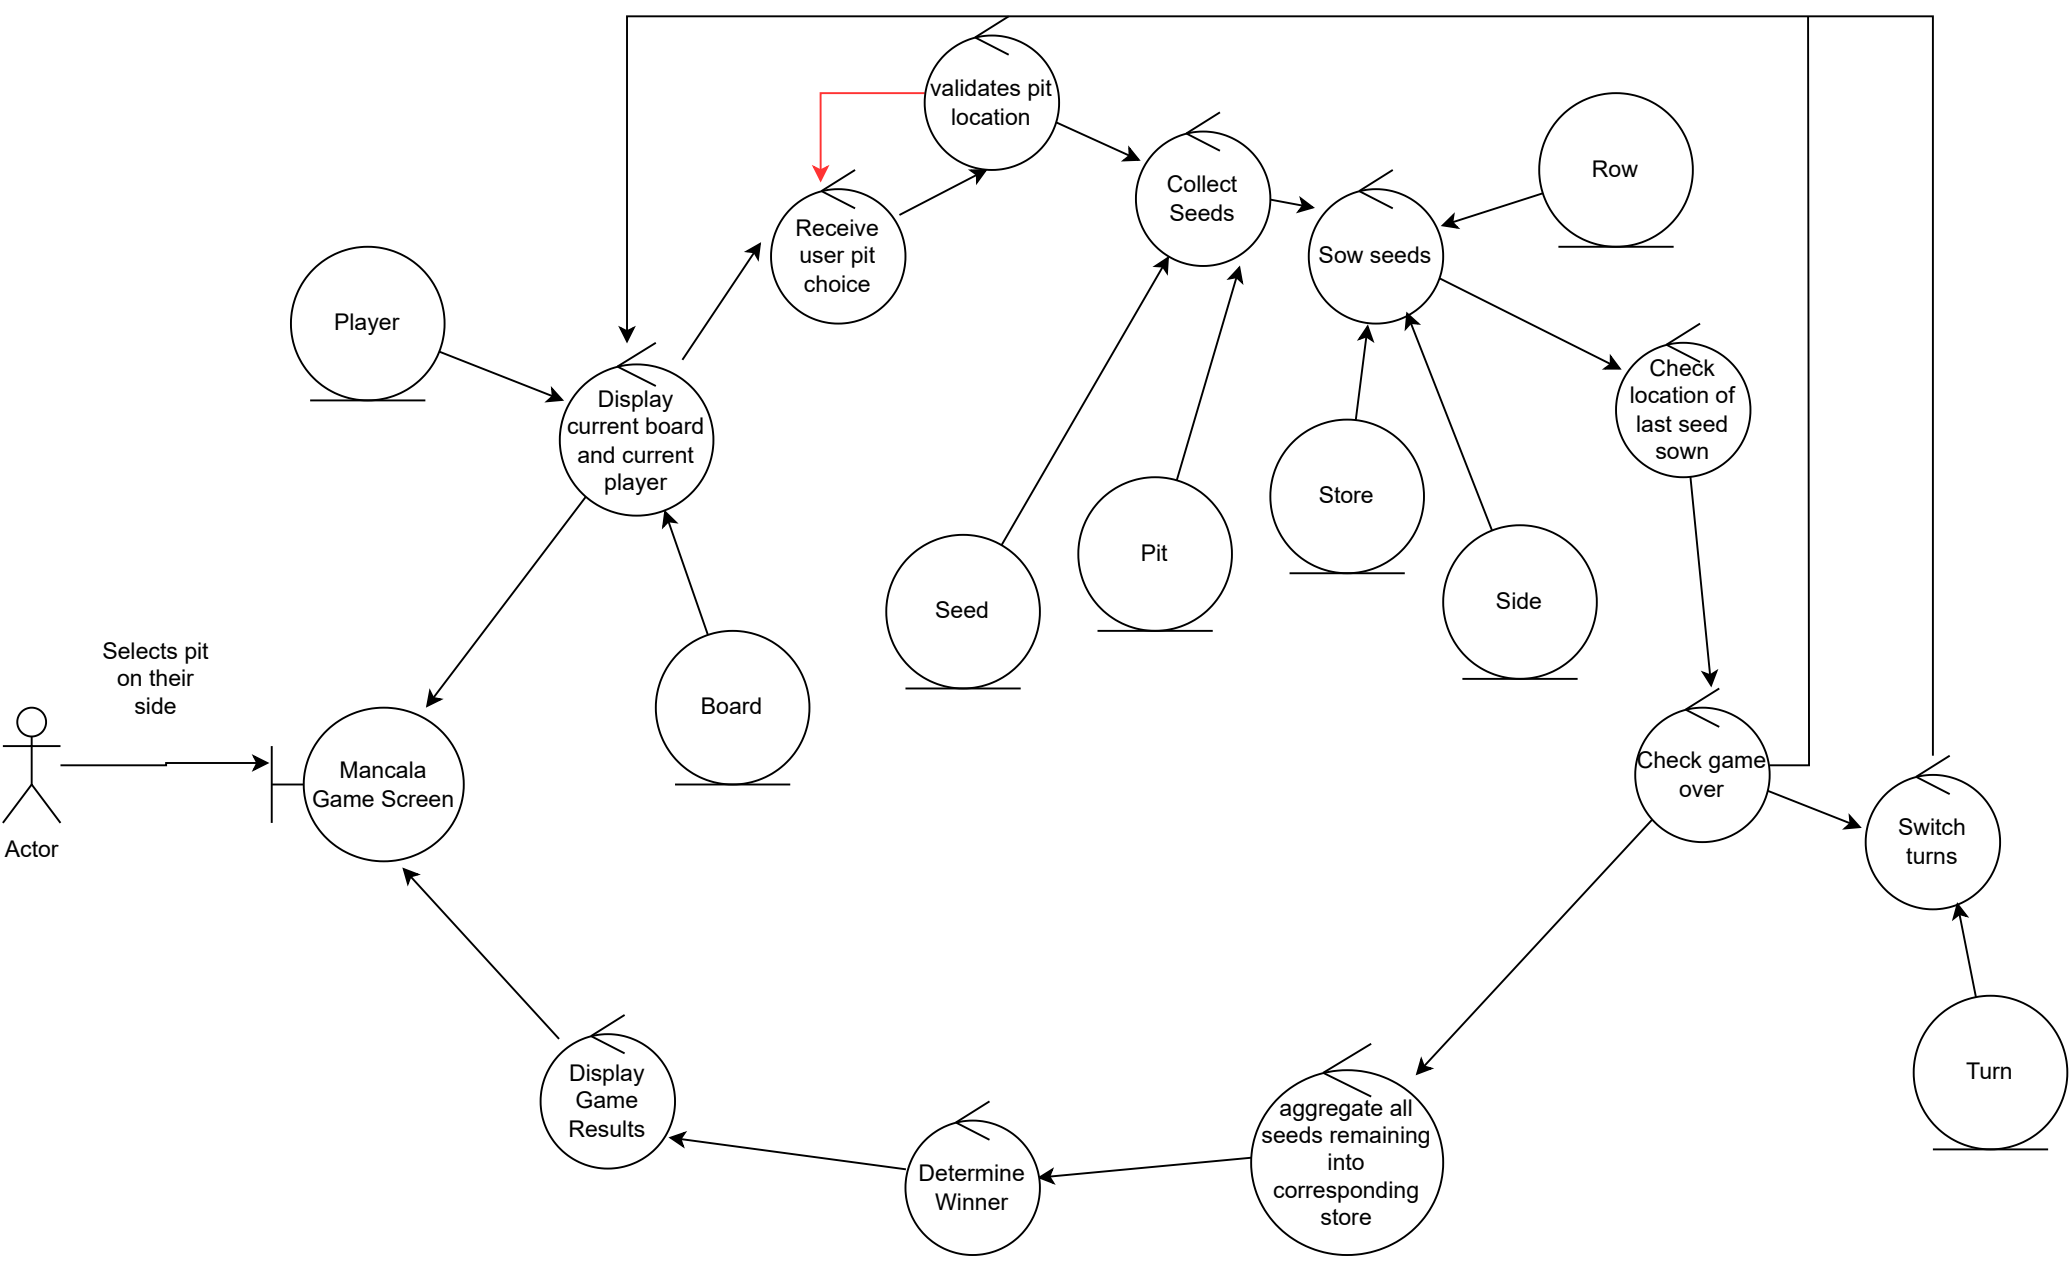 validates pit
location
Row
Collect
Seeds
Receive
user pit
choice
Sow seeds
Player
Check
location of
last seed
sown
Display
current board
and current
player
Store
Pit
Side
Seed
Selects pit
on their
side
Board
Mancala
Game Screen
Check game
over
Actor
Switch
turns
Display
Game
Results
Turn
aggregate all
seeds remaining
into
corresponding
store
Determine
Winner